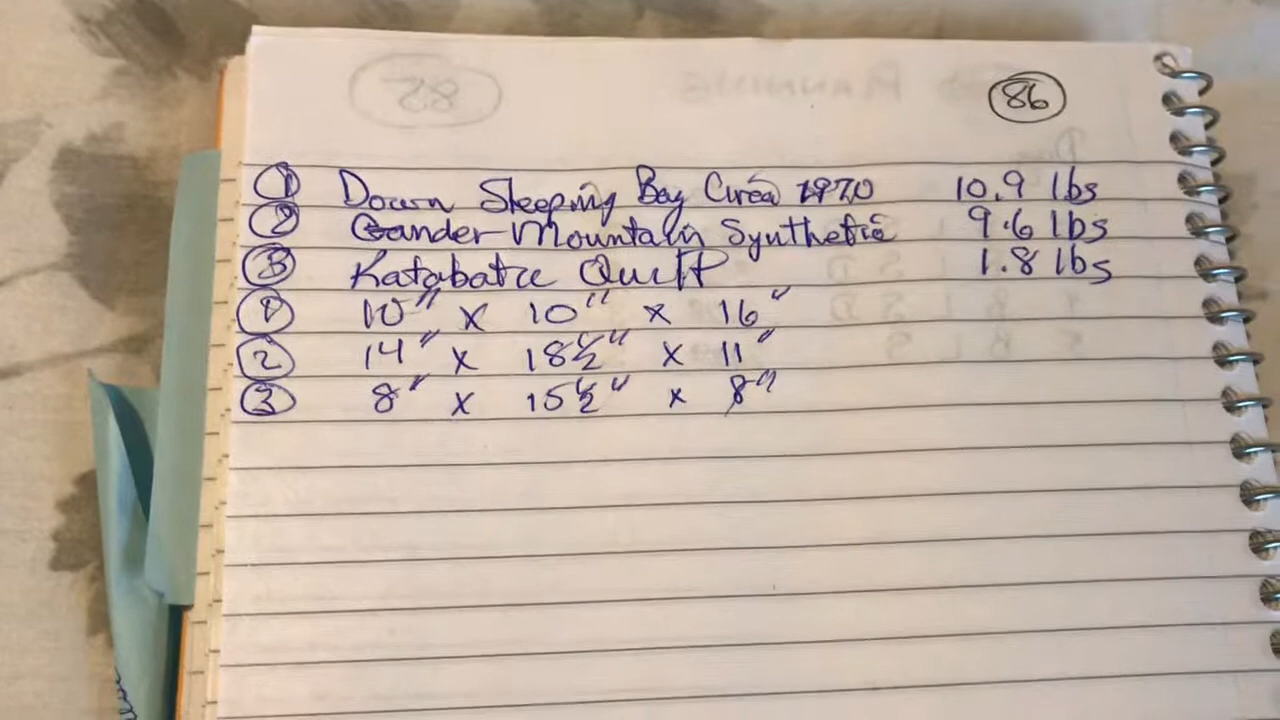 86
① Down Sleeping Bag Circa 1970 10.9 lbs
② Gander Mountain Synthetic 9.6 lbs
③ Katabatic Quilt 1.8 lbs
① 10" x 10" x 16"
② 14" x 18½" x 11"
③ 8" x 15½" x 8"